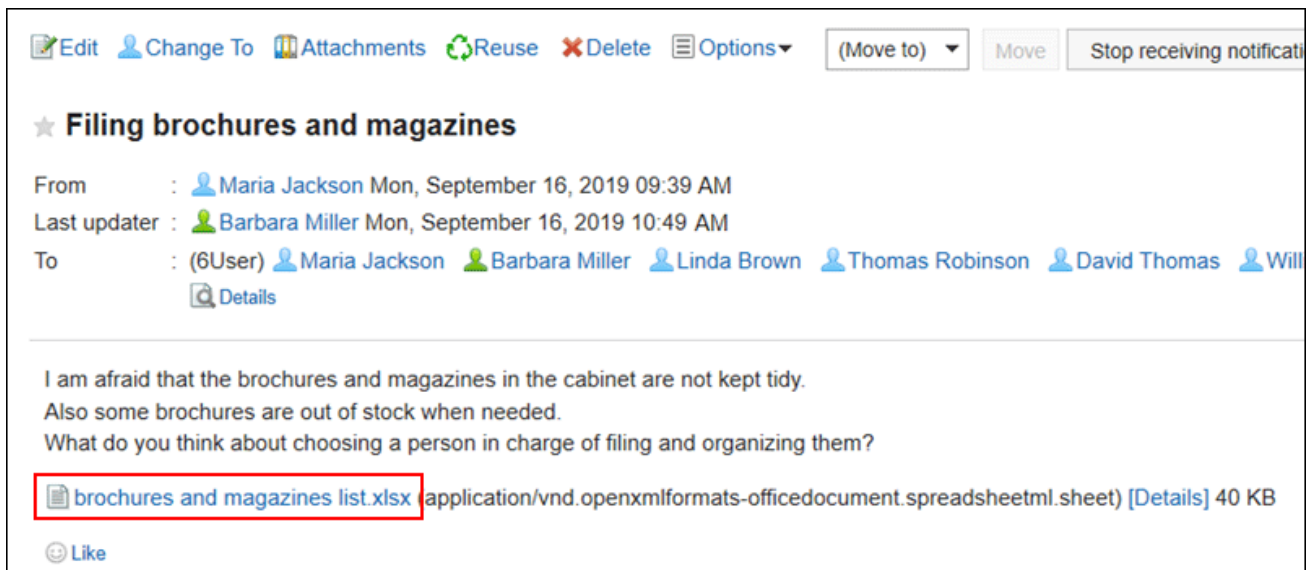 Edit Change To Attachments Reuse Delete Options (Move to) Move Stop receiving
Filing brochures and magazines
From : Maria Jackson Mon, September 16, 2019 09:39 AM
Last updater : Barbara Miller Mon, September 16, 2019 10:49 AM
To : (6User) Maria Jackson Barbara Miller Linda Brown Thomas Robinson David Thomas
Details
I am afraid that the brochures and magazines in the cabinet are not kept tidy.
Also some brochures are out of stock when needed.
What do you think about choosing a person in charge of filing and organizing them?
brochures and magazines list.xlsx (application/vnd.openxmlformats-officedocument.spreadsheetml.sheet) [Details] 40 KB
Like